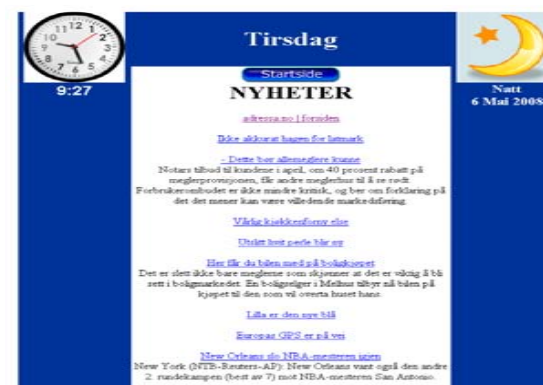 Tirsdag
9:27
Natt
6 Mai 2008
Startside
NYHETER
adressa.no | forsiden
Ikke akkurat hagen for latmark
- Dette bør allemeglere kunne
Notars tilbud til kundene i april, om 40 prosent rabatt på
meglerprovisjonen, får andre meglerhus til å se rødt.
Forbrukerombudet er ikke mindre kritisk, og ber om forklaring på
det det mener kan være villedende markedsføring.
Vårlig kjøkkenfornyelse
Utslitt hvit perle blir ny
Her får du bilen med på boligkjøpet
Det er slett ikke bare meglerne som skjønner at det er viktig å bli
sett i boligmarkedet. En boligselger i Melhus tilbyr nå bilen på
kjøpet til den som vil overta huset hans.
Lilla er den nye blå
Europas GPS er på vei
New Orleans slo NBA-mesteren igjen
New York (NTB-Reuters-AP): New Orleans vant også den andre
2. rundekampen (best av 7) mot NBA-mesteren San Antonio.